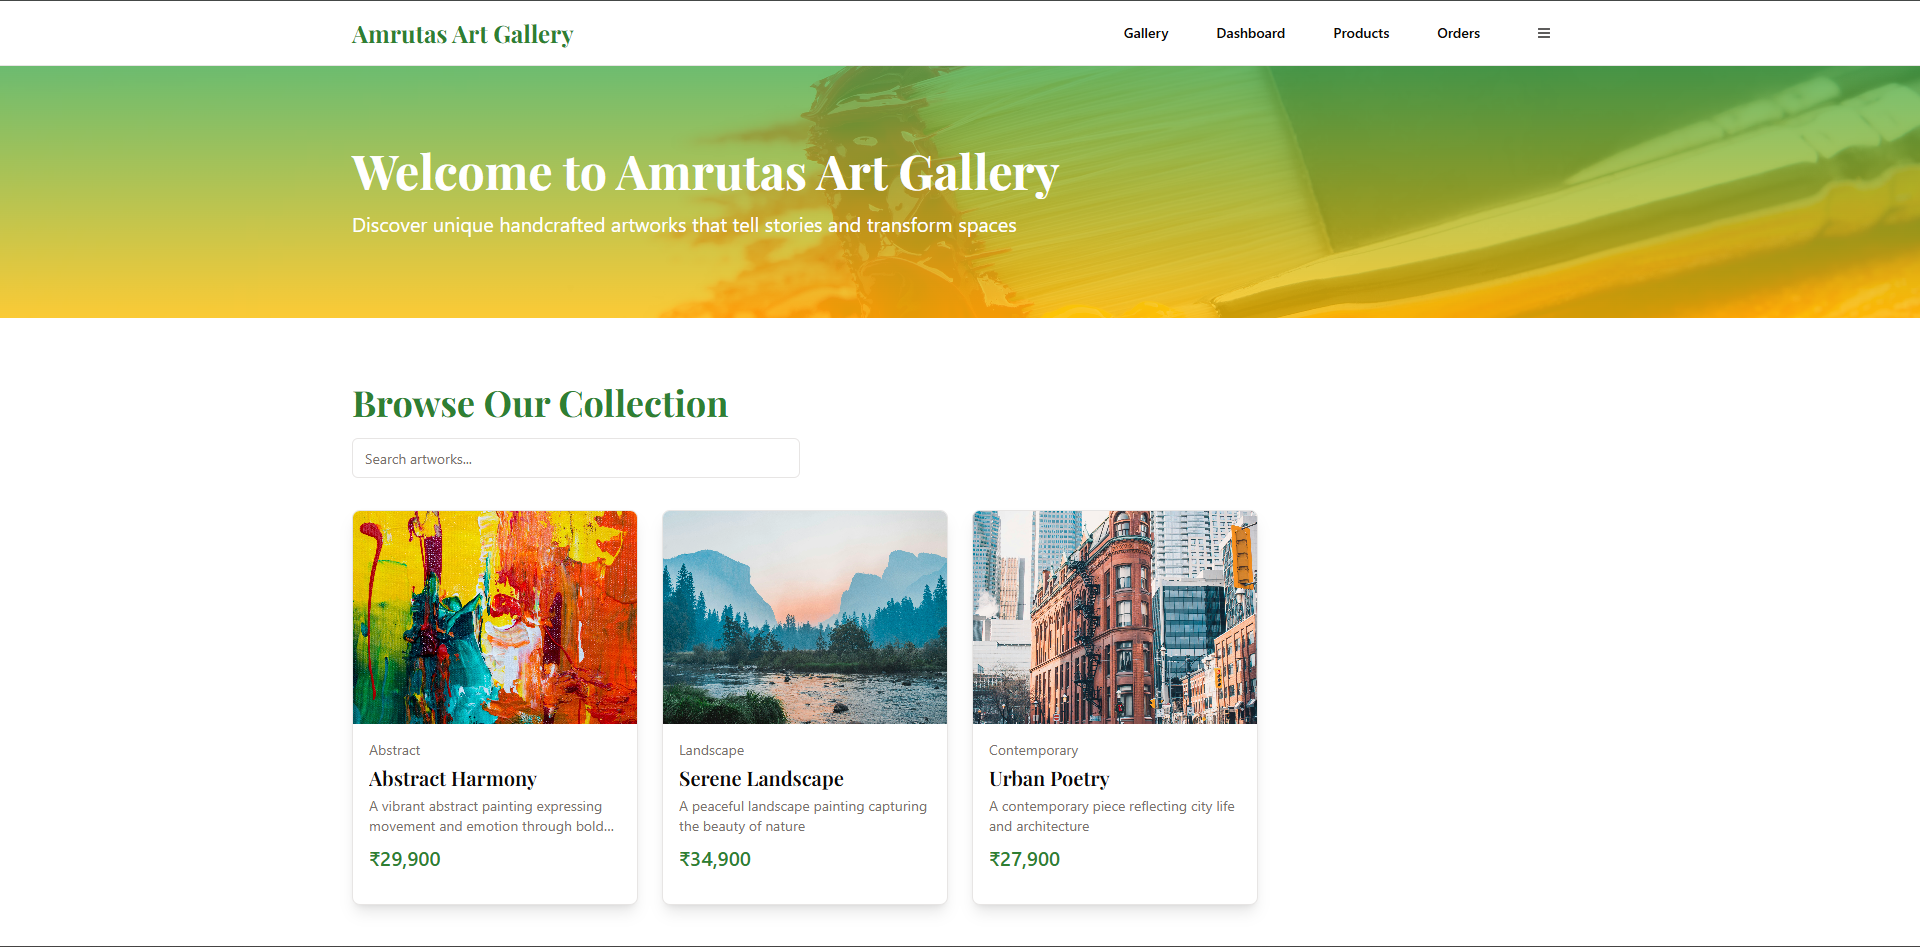 Amrutas Art Gallery
Gallery
Dashboard
Products
Orders
Welcome to Amrutas Art Gallery
Discover unique handcrafted artworks that tell stories and transform spaces
Browse Our Collection
Search artworks...
Abstract
Abstract Harmony
A vibrant abstract painting expressing
movement and emotion through bold...
₹29,900
Landscape
Serene Landscape
A peaceful landscape painting capturing
the beauty of nature
₹34,900
Contemporary
Urban Poetry
A contemporary piece reflecting city life
and architecture
₹27,900